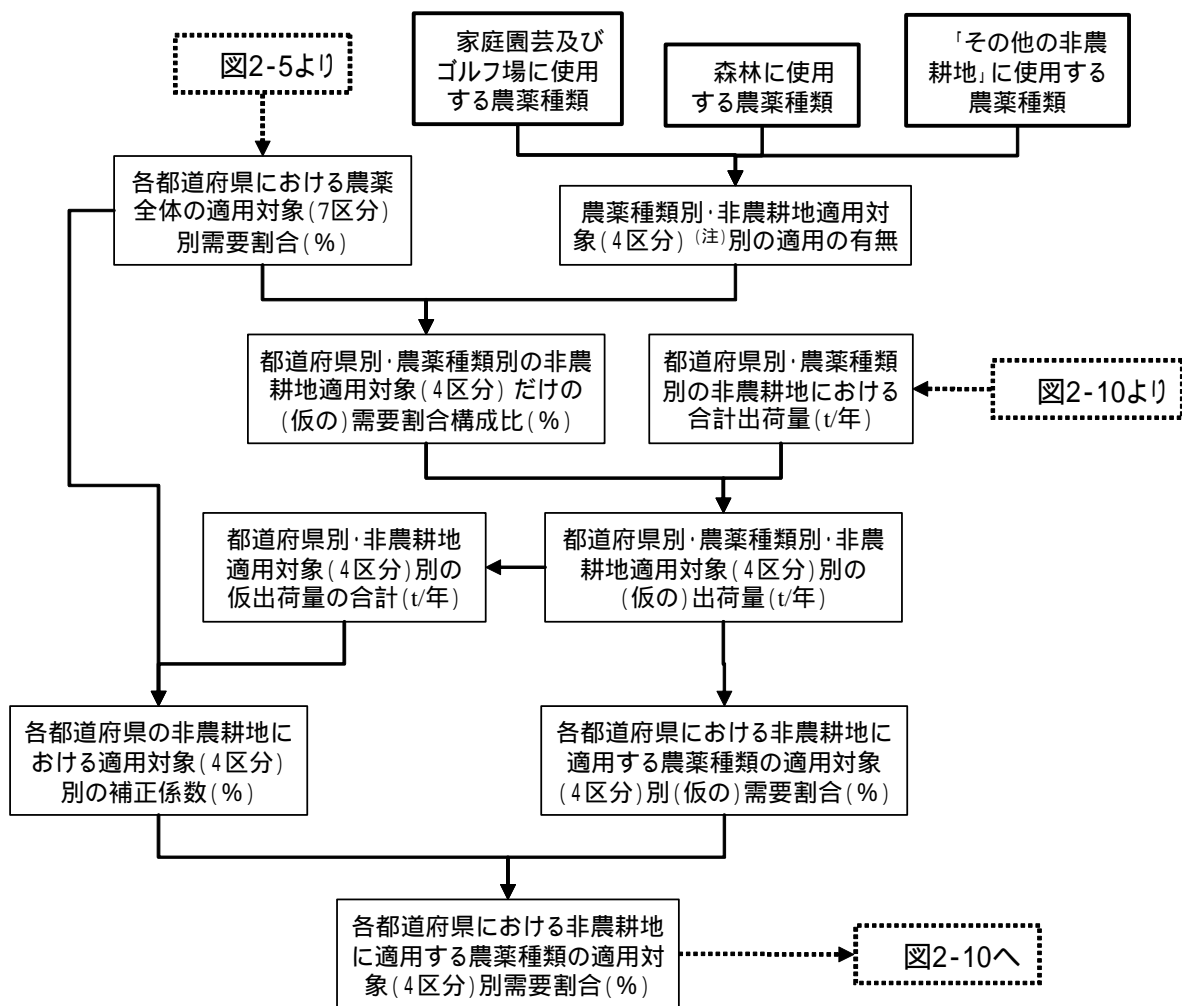 図2-5より
家庭園芸及び
ゴルフ場に使用
する農薬種類
森林に使用
する農薬種類
「その他の非農
耕地」に使用する
農薬種類
各都道府県における農薬
全体の適用対象(7区分)
別需要割合(%)
農薬種類別・非農耕地適用対
象(4区分)(注)別の適用の有無
都道府県別・農薬種類別の非農
耕地適用対象(4区分)だけの
(仮の)需要割合構成比(%)
都道府県別・農薬種類
別の非農耕地における
合計出荷量(t/年)
図2-10より
都道府県別・非農耕地
適用対象(4区分)別の
仮出荷量の合計(t/年)
都道府県別・農薬種類別・非農
耕地適用対象(4区分)別の
(仮の)出荷量(t/年)
各都道府県の非農耕地に
おける適用対象(4区分)
別の補正係数(%)
各都道府県における非農耕地に
適用する農薬種類の適用対象
(4区分)別(仮の)需要割合(%)
各都道府県における非農耕地
に適用する農薬種類の適用対
象(4区分)別需要割合(%)
図2-10へ